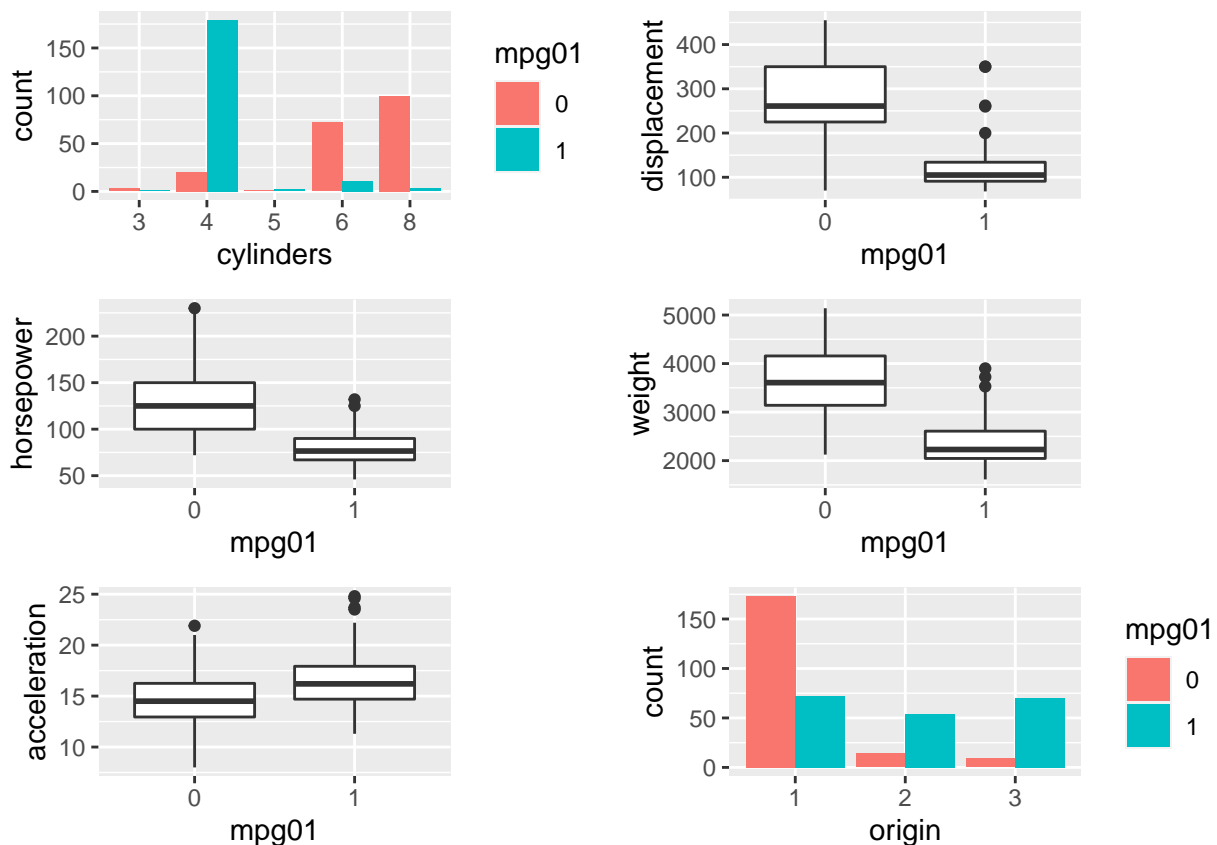 count
150
100
50
0
3 4 5 6 8
cylinders
mpg01
0
1
displacement
400
300
200
100
0 1
mpg01
horsepower
200
150
100
50
0 1
mpg01
weight
5000
4000
3000
2000
0 1
mpg01
acceleration
25
20
15
10
0 1
mpg01
count
150
100
50
0
1 2 3
origin
mpg01
0
1